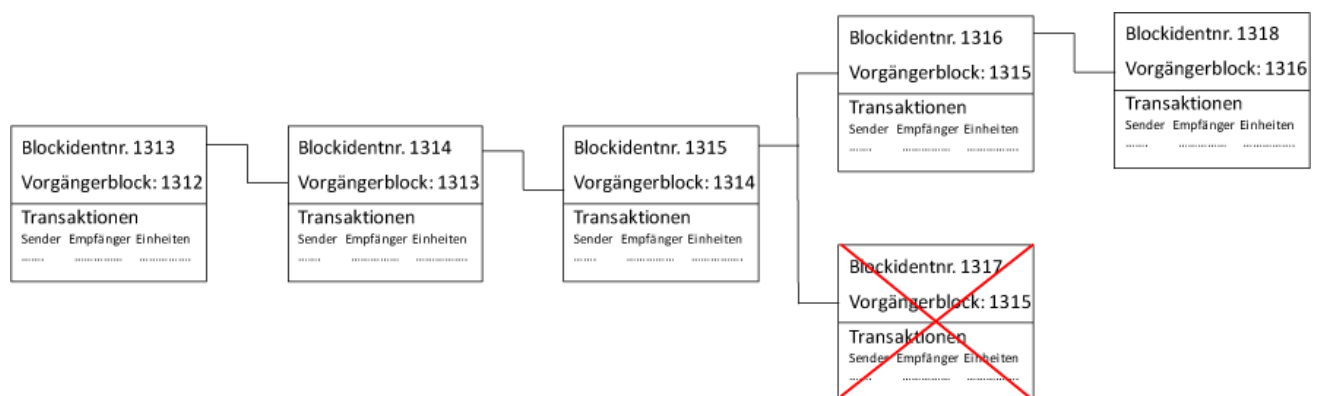 Blockidentnr. 1313
Vorgängerblock: 1312
Transaktionen
Sender Empfänger Einheiten
Blockidentnr. 1314
Vorgängerblock: 1313
Transaktionen
Sender Empfänger Einheiten
Blockidentnr. 1315
Vorgängerblock: 1314
Transaktionen
Sender Empfänger Einheiten
Blockidentnr. 1316
Vorgängerblock: 1315
Transaktionen
Sender Empfänger Einheiten
Blockidentnr. 1318
Vorgängerblock: 1316
Transaktionen
Sender Empfänger Einheiten
Blockidentnr. 1317
Vorgängerblock: 1315
Transaktionen
Sender Empfänger Einheiten